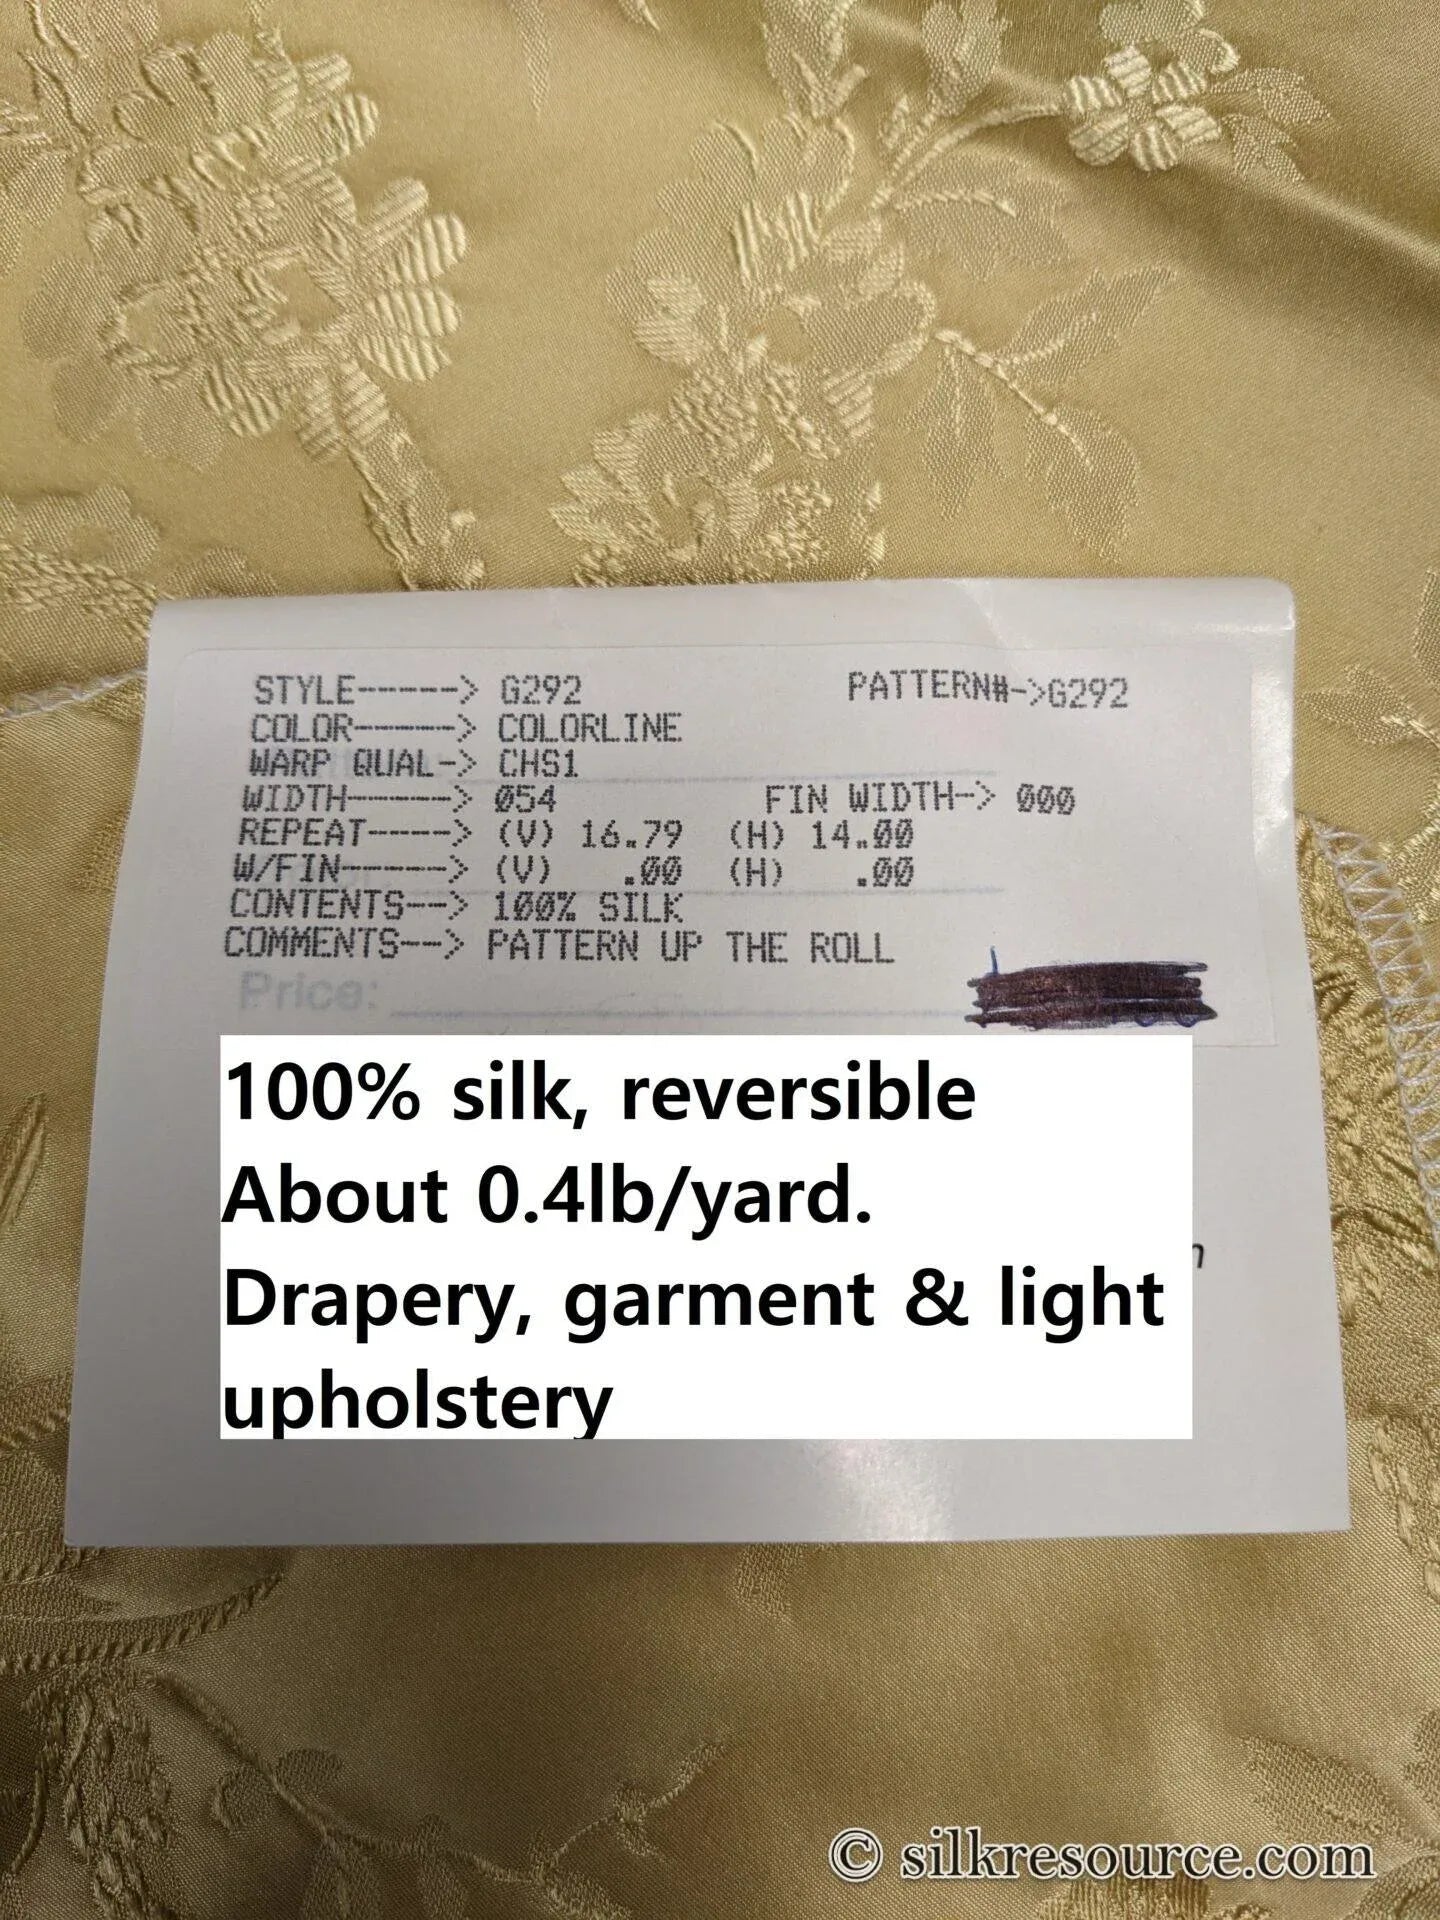 STYLE------> G292 PATTERN#->G292
COLOR------> COLORLINE
WARP QUAL-> CHS1
WIDTH------> 054 FIN WIDTH-> 000
REPEAT-----> (V) 16.79 (H) 14.00
W/FIN------> (V) .00 (H) .00
CONTENTS--> 100% SILK
COMMENTS--> PATTERN UP THE ROLL
Price:
100% silk, reversible
About 0.4lb/yard.
Drapery, garment & light
upholstery
© silkresource.com